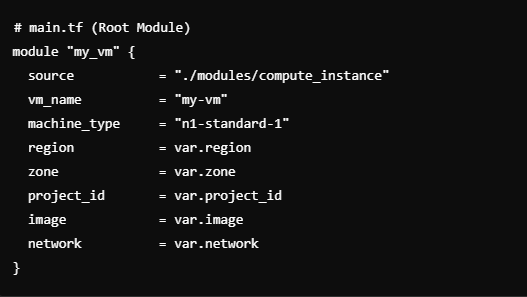 # main.tf (Root Module)
module "my_vm" {
  source           = "./modules/compute_instance"
  vm_name          = "my-vm"
  machine_type     = "n1-standard-1"
  region           = var.region
  zone             = var.zone
  project_id       = var.project_id
  image            = var.image
  network          = var.network
}